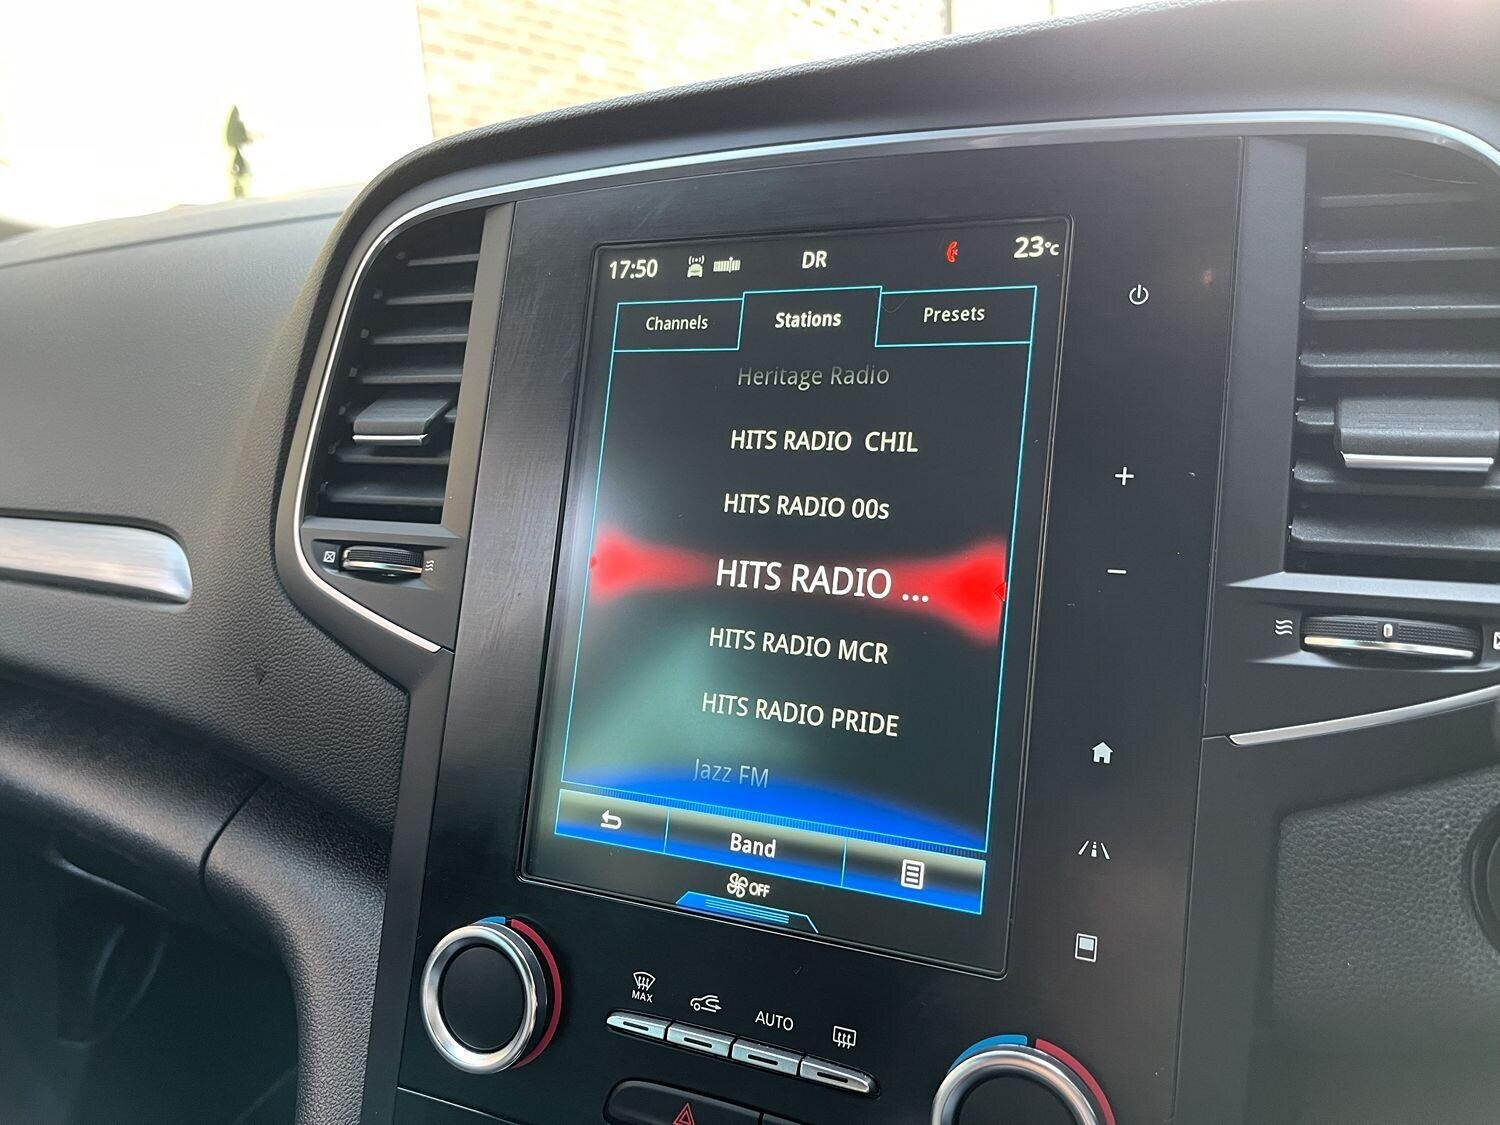 17:50 DR 23°C
Channels Stations Presets
Heritage Radio
HITS RADIO CHIL
HITS RADIO 00s
HITS RADIO ...
HITS RADIO MCR
HITS RADIO PRIDE
Jazz FM
Band
OFF
MAX
AUTO